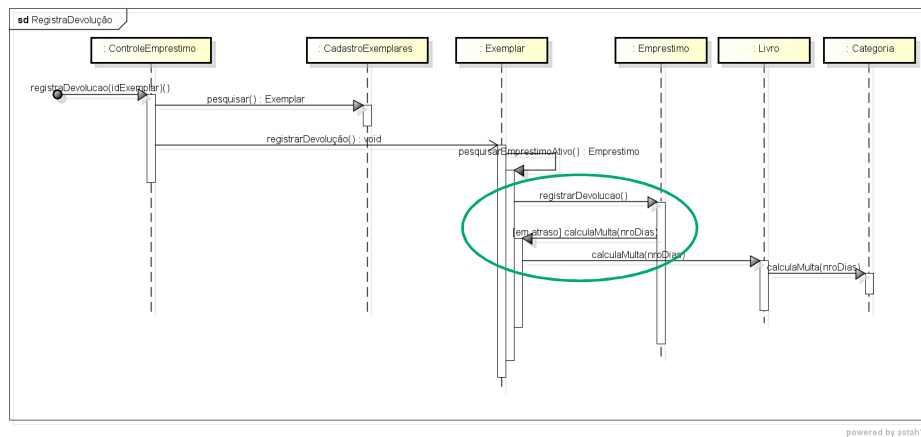 sd RegistraDevolução
: ControleEmprestimo
: CadastroExemplares
: Exemplar
: Emprestimo
: Livro
: Categoria
registraDevolucao(idExemplar)()
pesquisar() : Exemplar
registrarDevolução() : void
pesquisarEmprestimoAtivo() : Emprestimo
registrarDevolucao()
[em atraso] calculaMulta(nroDias)
calculaMulta(nroDias)
calculaMulta(nroDias)
powered by astah